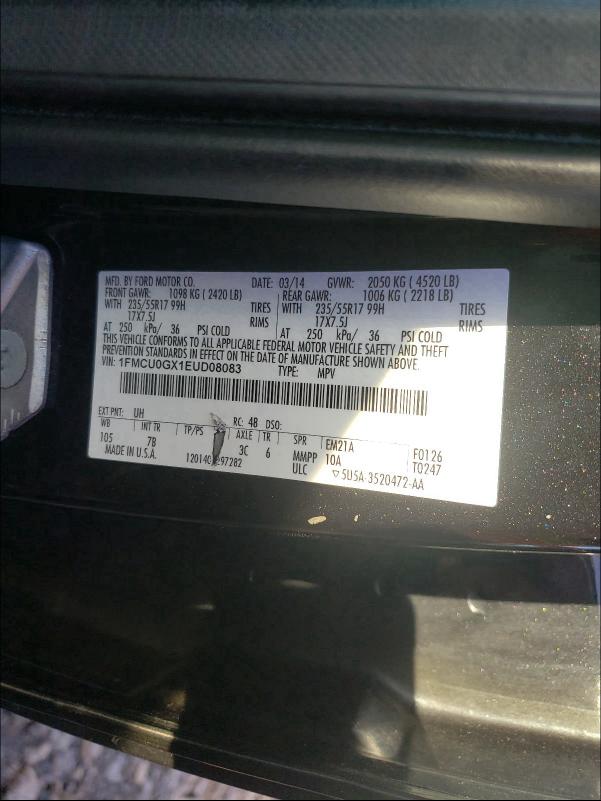 MFD. BY FORD MOTOR CO. DATE: 03/14 GVWR: 2050 KG ( 4520 LB)
FRONT GAWR: 1098 KG ( 2420 LB) REAR GAWR: 1006 KG ( 2218 LB)
WITH 235/55R17 99H TIRES WITH 235/55R17 99H TIRES
17X7.5J RIMS 17X7.5J RIMS
AT 250 kPa/ 36 PSI COLD AT 250 kPa/ 36 PSI COLD
THIS VEHICLE CONFORMS TO ALL APPLICABLE FEDERAL MOTOR VEHICLE SAFETY AND THEFT
PREVENTION STANDARDS IN EFFECT ON THE DATE OF MANUFACTURE SHOWN ABOVE.
VIN: 1FMCU0GX1EUD08083 TYPE: MPV
EXT PNT: UH RC: 48 DSO:
WB INT TR TP/PS AXLE TR SPR EM21A F0126
105 7B 3C 6 MMPP 10A T0247
MADE IN U.S.A. ULC ▽5U5A-3520472-AA